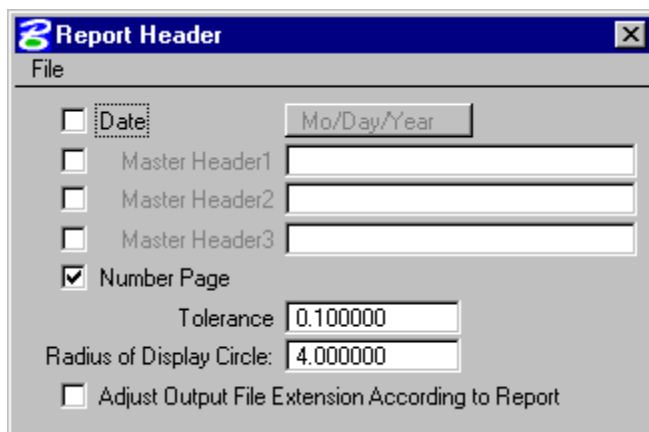 Report Header
File
Date Mo/Day/Year
Master Header1
Master Header2
Master Header3
Number Page
Tolerance 0.100000
Radius of Display Circle: 4.000000
Adjust Output File Extension According to Report